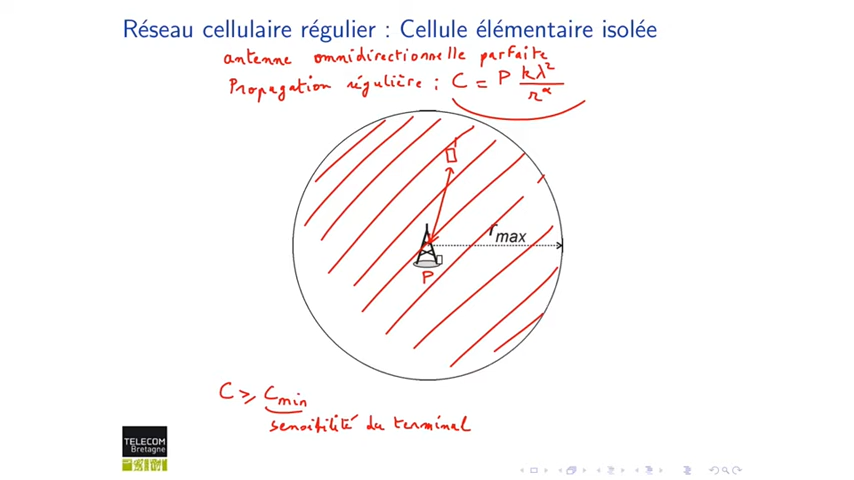 Réseau cellulaire régulier : Cellule élémentaire isolée
antenne omnidirectionnelle parfaite
Propagation régulière : C = P kλ²/r^α
r_max
P
C ⩾ C_min
sensibilité du terminal
TELECOM
Bretagne